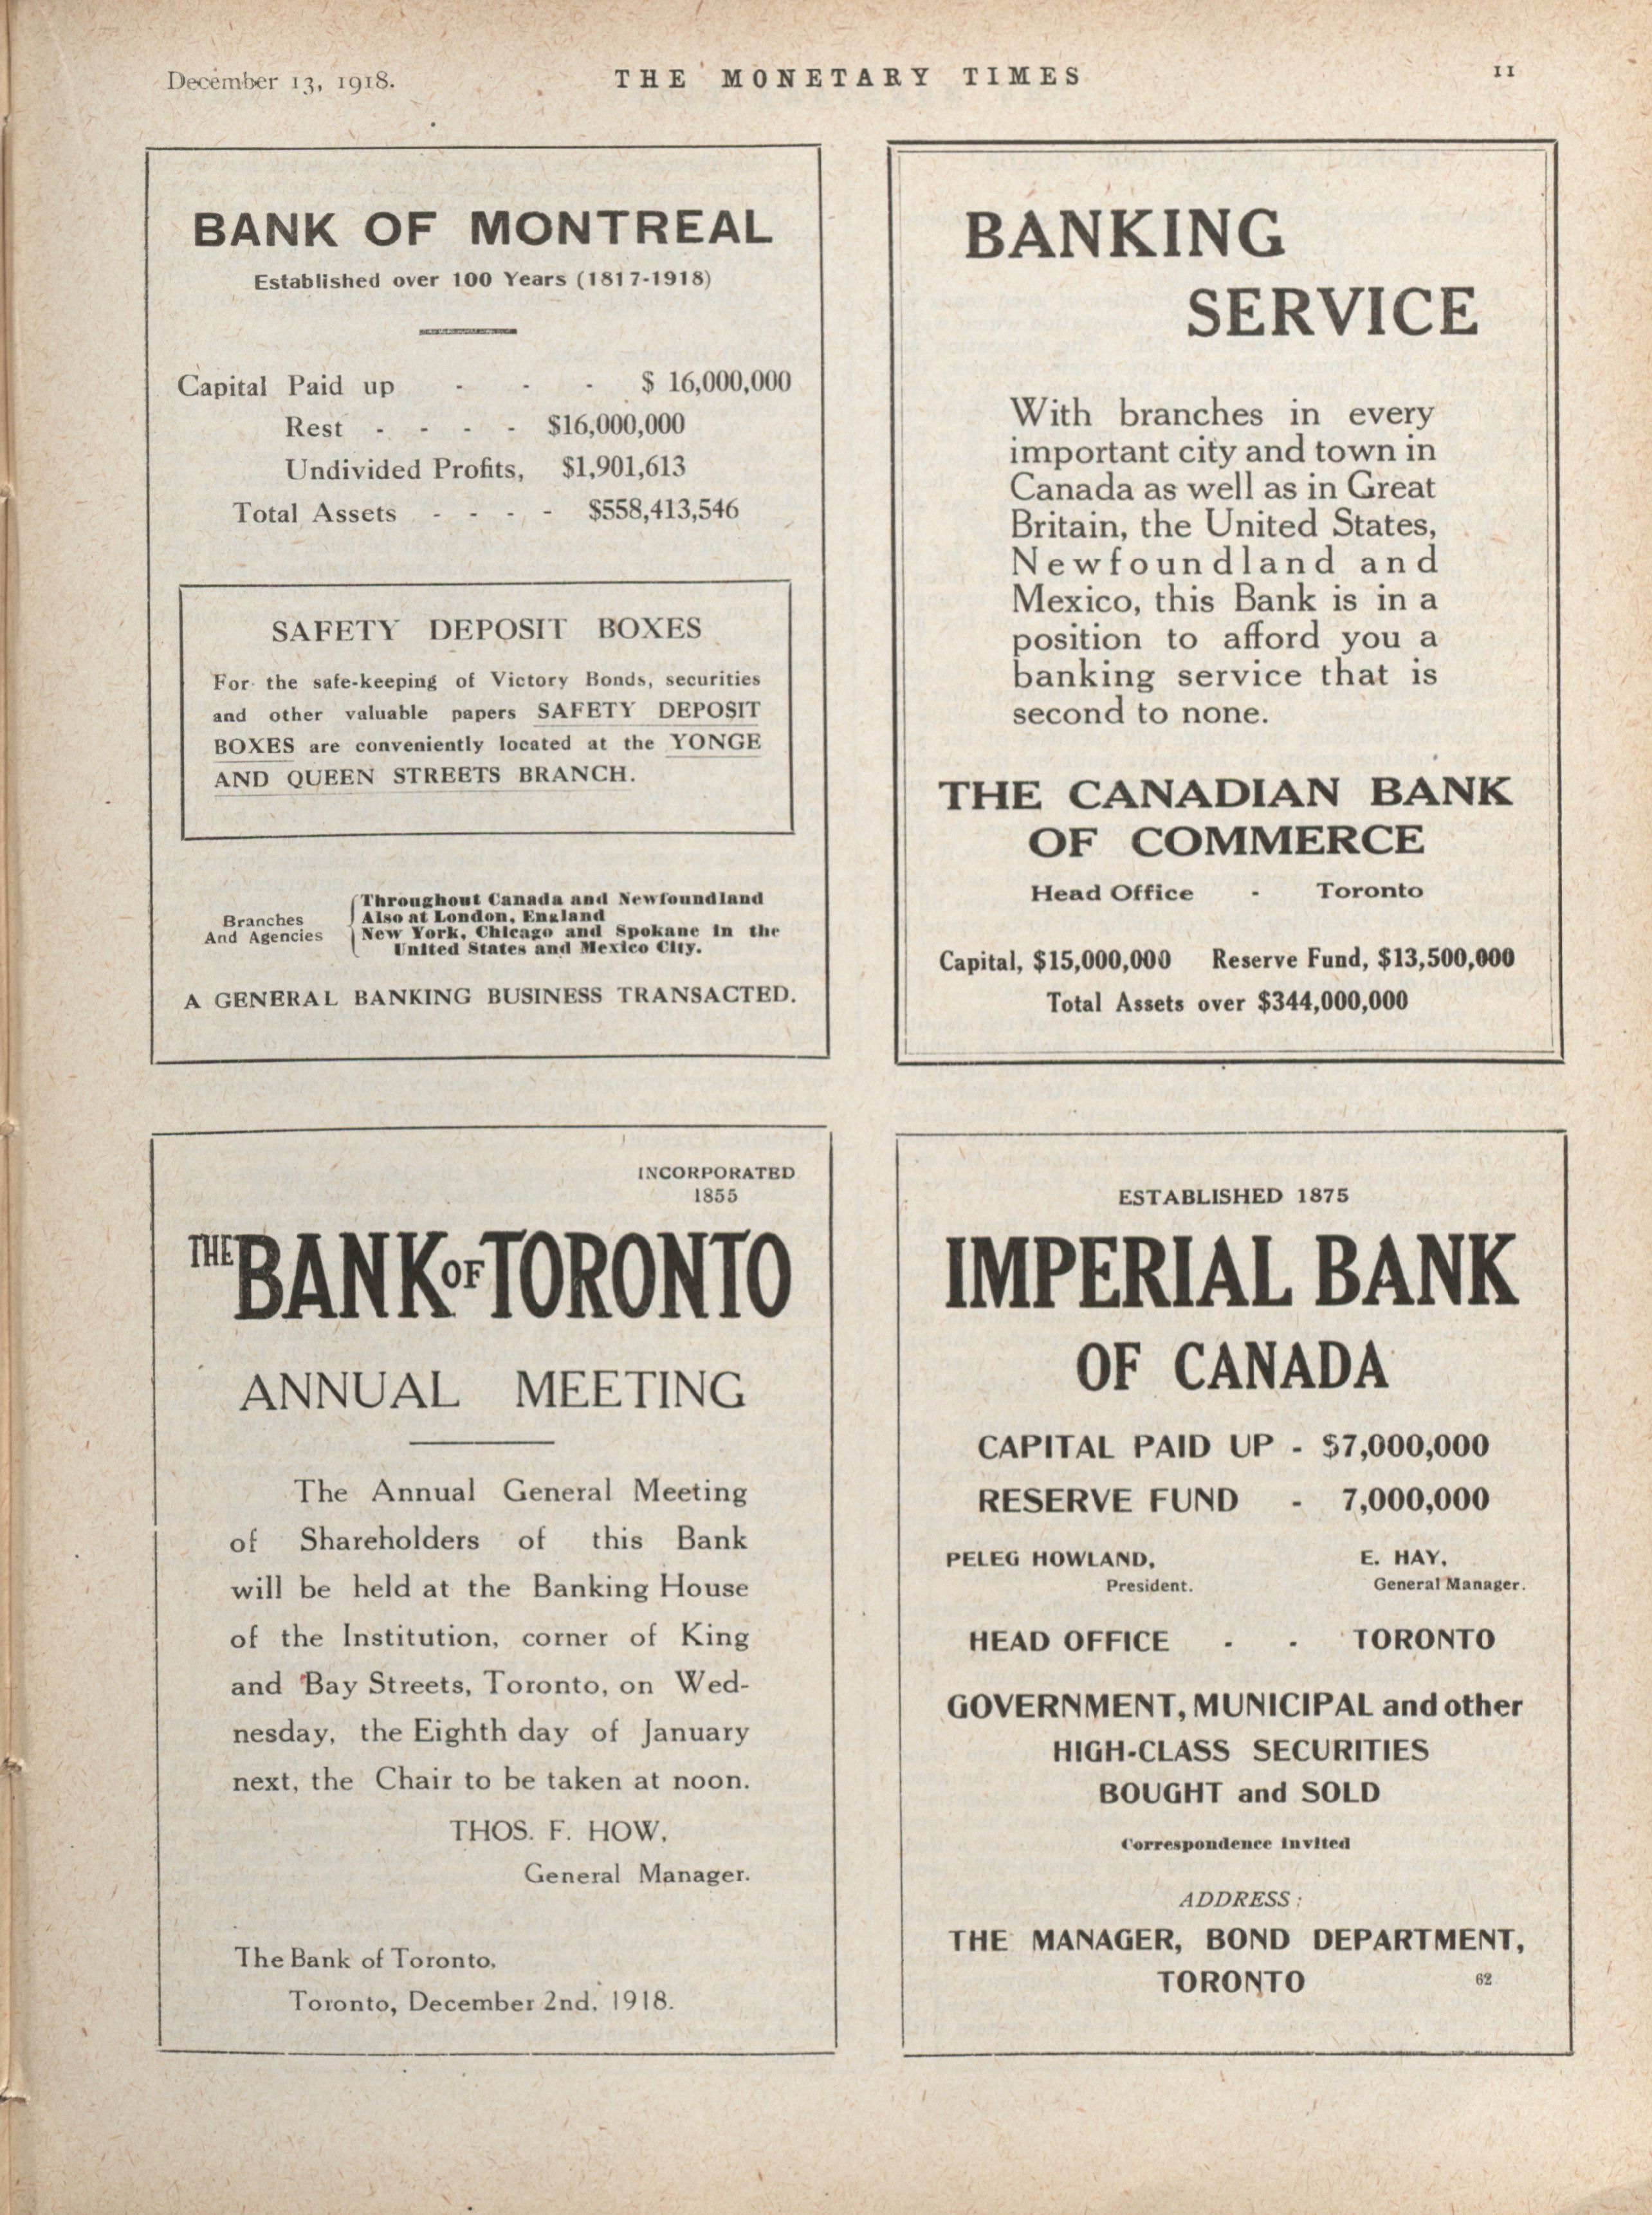 December 13, 1918.
THE MONETARY TIMES
11
BANK OF MONTREAL
Established over 100 Years (1817-1918)
Capital Paid up - - - $ 16,000,000
Rest - - - - $16,000,000
Undivided Profits, $1,901,613
Total Assets - - - - $558,413,546
SAFETY DEPOSIT BOXES
For the safe-keeping of Victory Bonds, securities
and other valuable papers SAFETY DEPOSIT
BOXES are conveniently located at the YONGE
AND QUEEN STREETS BRANCH.
Branches
And Agencies
Throughout Canada and Newfoundland
Also at London, England
New York, Chicago and Spokane in the
United States and Mexico City.
A GENERAL BANKING BUSINESS TRANSACTED.
BANKING
SERVICE
With branches in every
important city and town in
Canada as well as in Great
Britain, the United States,
Newfoundland and
Mexico, this Bank is in a
position to afford you a
banking service that is
second to none.
THE CANADIAN BANK
OF COMMERCE
Head Office - Toronto
Capital, $15,000,000 Reserve Fund, $13,500,000
Total Assets over $344,000,000
INCORPORATED
1855
THE BANK OF TORONTO
ANNUAL MEETING
The Annual General Meeting
of Shareholders of this Bank
will be held at the Banking House
of the Institution, corner of King
and Bay Streets, Toronto, on Wed-
nesday, the Eighth day of January
next, the Chair to be taken at noon.
THOS. F. HOW,
General Manager.
The Bank of Toronto,
Toronto, December 2nd, 1918.
ESTABLISHED 1875
IMPERIAL BANK
OF CANADA
CAPITAL PAID UP - $7,000,000
RESERVE FUND - 7,000,000
PELEG HOWLAND, E. HAY,
President. General Manager.
HEAD OFFICE - - TORONTO
GOVERNMENT, MUNICIPAL and other
HIGH-CLASS SECURITIES
BOUGHT and SOLD
Correspondence Invited
ADDRESS:
THE MANAGER, BOND DEPARTMENT,
TORONTO 62